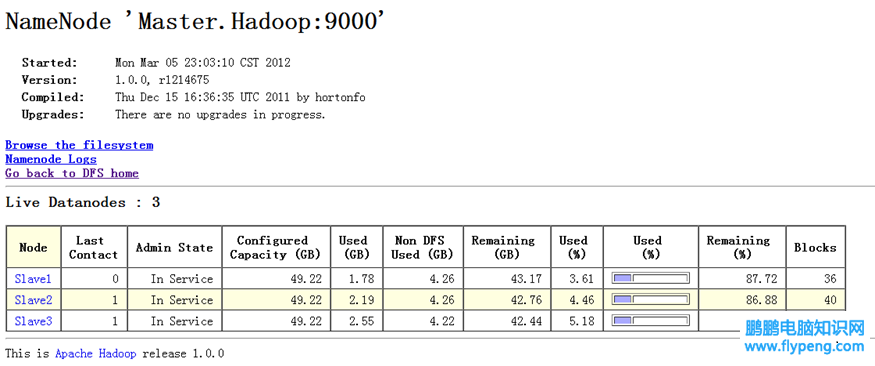 NameNode 'Master.Hadoop:9000'
Started: Mon Mar 05 23:03:10 CST 2012
Version: 1.0.0, r1214675
Compiled: Thu Dec 15 16:36:35 UTC 2011 by hortonfo
Upgrades: There are no upgrades in progress.
Browse the filesystem
Namenode Logs
Go back to DFS home
Live Datanodes : 3
Node Last Contact Admin State Configured Capacity (GB) Used (GB) Non DFS Used (GB) Remaining (GB) Used (%) Used (%) Remaining (%) Blocks
Slave1 0 In Service 49.22 1.78 4.26 43.17 3.61 87.72 36
Slave2 1 In Service 49.22 2.19 4.26 42.76 4.46 86.88 40
Slave3 1 In Service 49.22 2.55 4.22 42.44 5.18
This is Apache Hadoop release 1.0.0
鹏鹏电脑知识网
www.flypeng.com